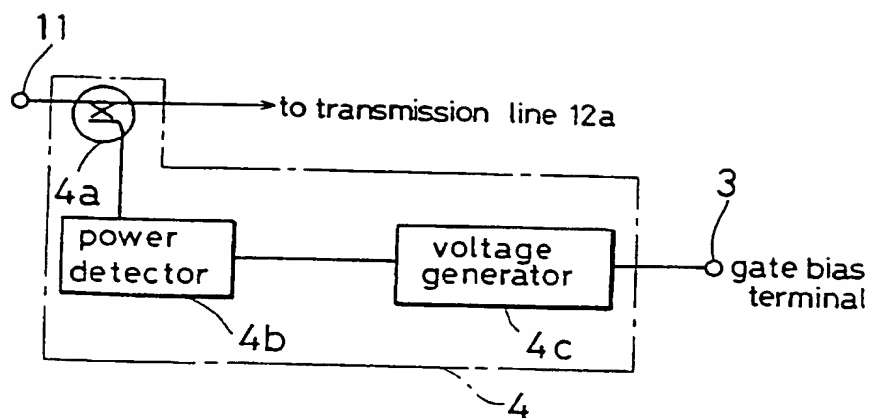 11
to transmission line 12a
4a
3
power
detector
voltage
generator
gate bias
terminal
4b
4c
4